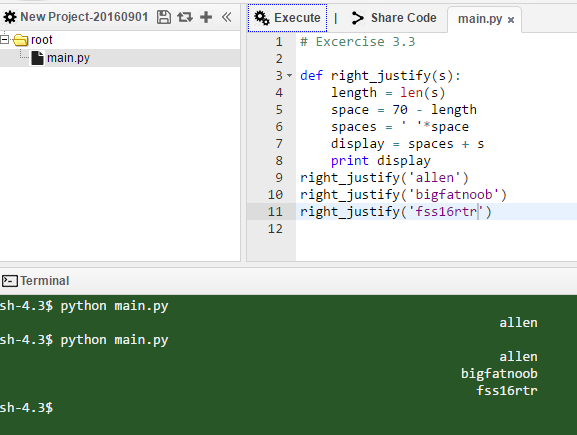 New Project-20160901
root
main.py
Execute | Share Code main.py x
1 # Excercise 3.3
2
3 def right_justify(s):
4     length = len(s)
5     space = 70 - length
6     spaces = ' '*space
7     display = spaces + s
8     print display
9 right_justify('allen')
10 right_justify('bigfatnoob')
11 right_justify('fss16rtr')
12
Terminal
sh-4.3$ python main.py
allen
sh-4.3$ python main.py
allen
bigfatnoob
fss16rtr
sh-4.3$